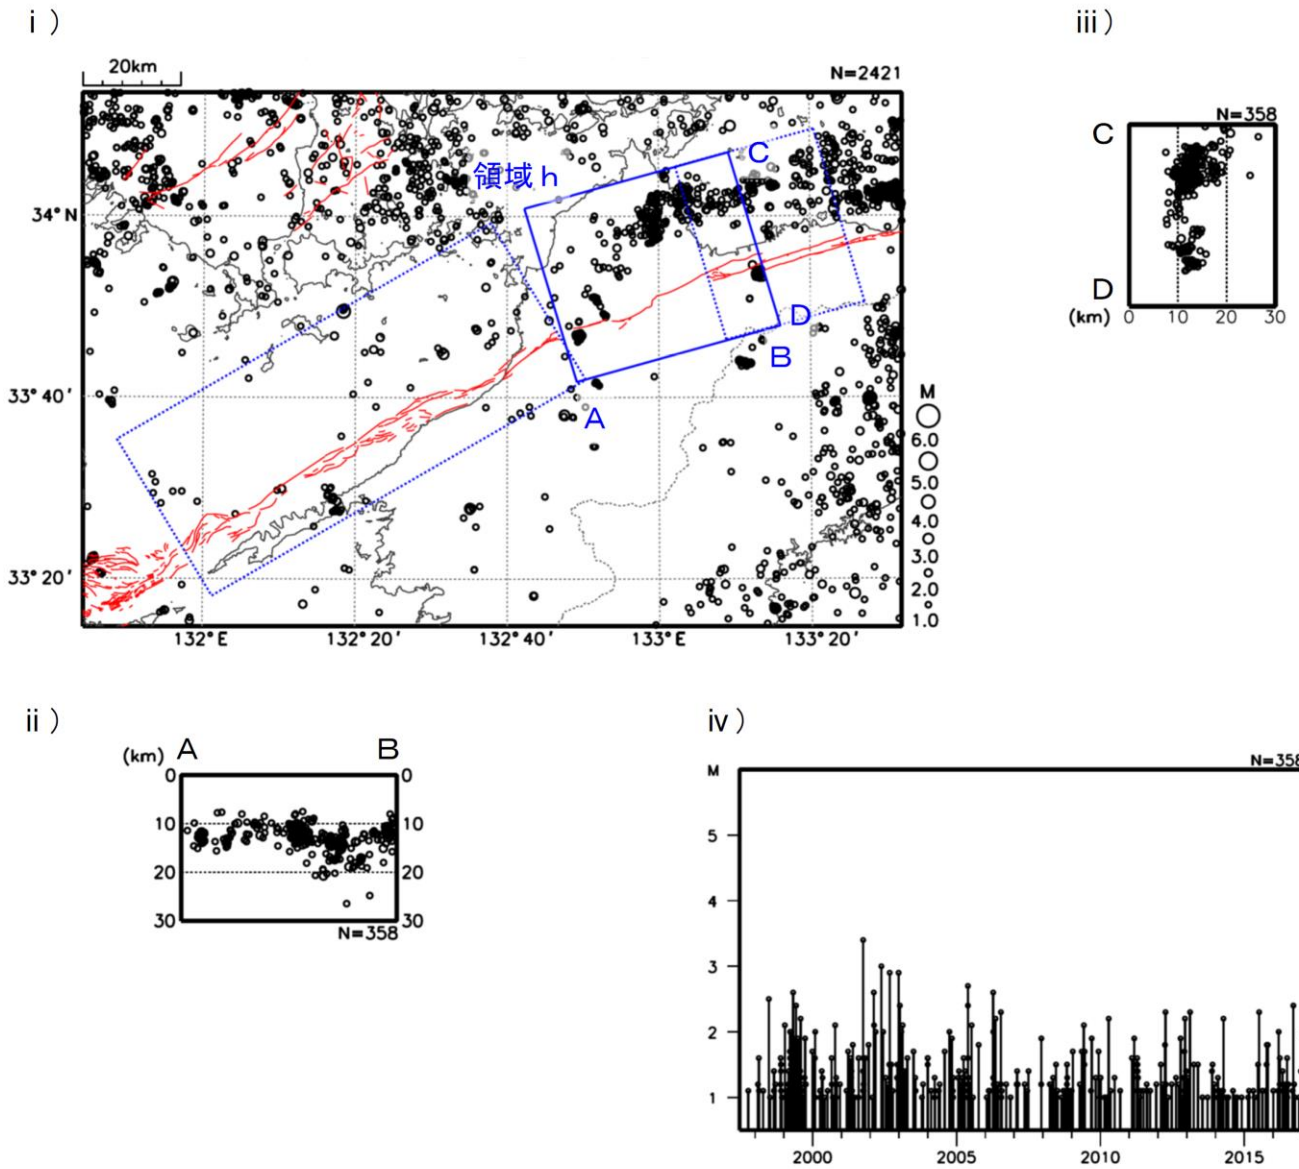 i )
iii )
20km
N=2421
N=358
C
C
領域h
34°N
D
D
(km)
0
10
20
30
B
A
33°40′
M
6.0
5.0
4.0
3.0
2.0
1.0
33°20′
132°E
132°20′
132°40′
133°E
133°20′
ii )
iv )
(km)
A
B
0
0
10
10
20
20
30
30
N=358
M
N=358
5
4
3
2
1
2000
2005
2010
2015